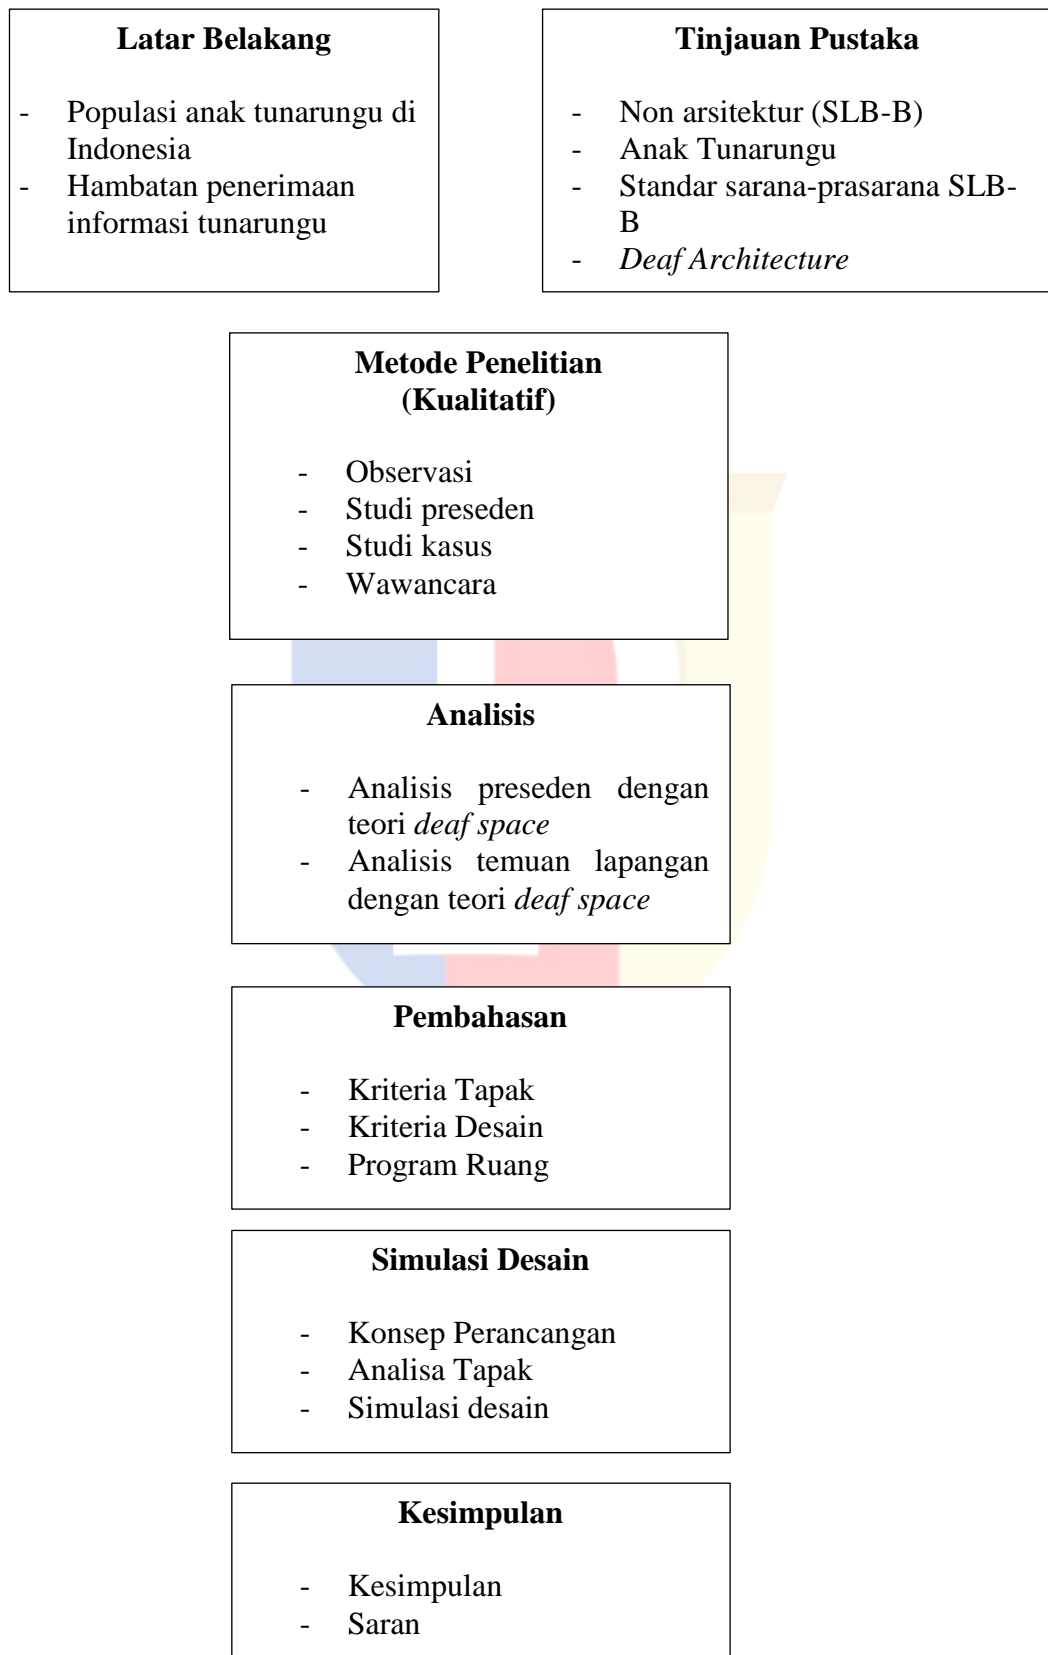 Latar Belakang
- Populasi anak tunarungu di
Indonesia
- Hambatan penerimaan
informasi tunarungu
Tinjauan Pustaka
- Non arsitektur (SLB-B)
- Anak Tunarungu
- Standar sarana-prasarana SLB-
B
- Deaf Architecture
Metode Penelitian
(Kualitatif)
- Observasi
- Studi preseden
- Studi kasus
- Wawancara
Analisis
- Analisis preseden dengan
teori deaf space
- Analisis temuan lapangan
dengan teori deaf space
Pembahasan
- Kriteria Tapak
- Kriteria Desain
- Program Ruang
Simulasi Desain
- Konsep Perancangan
- Analisa Tapak
- Simulasi desain
Kesimpulan
- Kesimpulan
- Saran